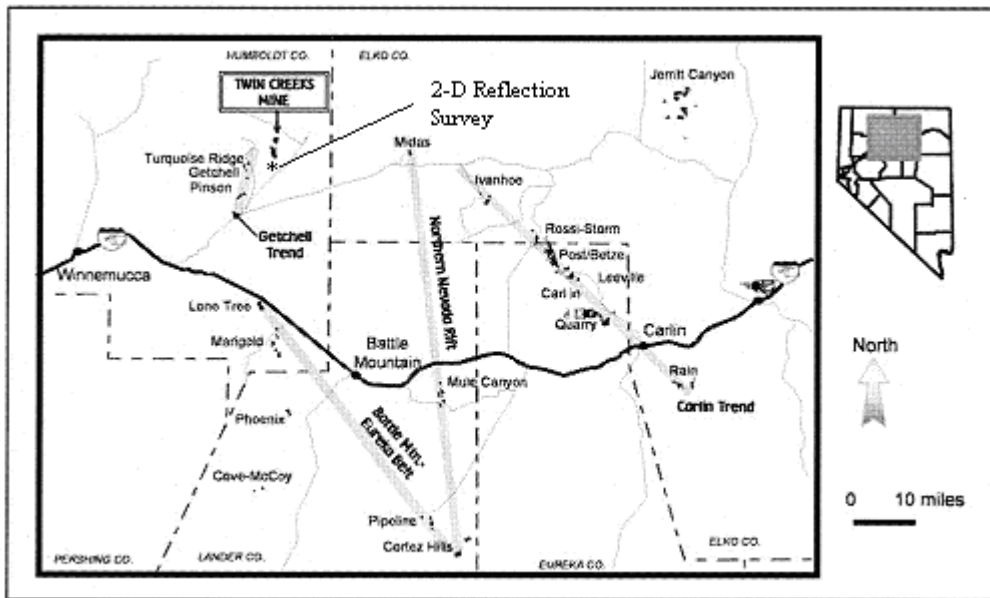 HUMBOLDT CO.
ELKO CO.
TWIN CREEKS
MINE
2-D Reflection
Survey
Jerritt Canyon
Midas
Turquoise Ridge
Getchell
Pinson
Ivanhoe
Getchell
Trend
Rossi-Storm
Post/Betze
Leeville
Winnemucca
Northern Nevada Rift
Carlin
Lone Tree
Quarry
Carlin
Marigold
Battle
Mountain
North
Rain
Mule Canyon
Carlin Trend
Phoenix
Battle Mtn.-
Eureka Belt
Cove-McCoy
0 10 miles
Pipeline
Cortez Hills
PERSHING CO.
LANDER CO.
EUREKA CO.
ELKO CO.